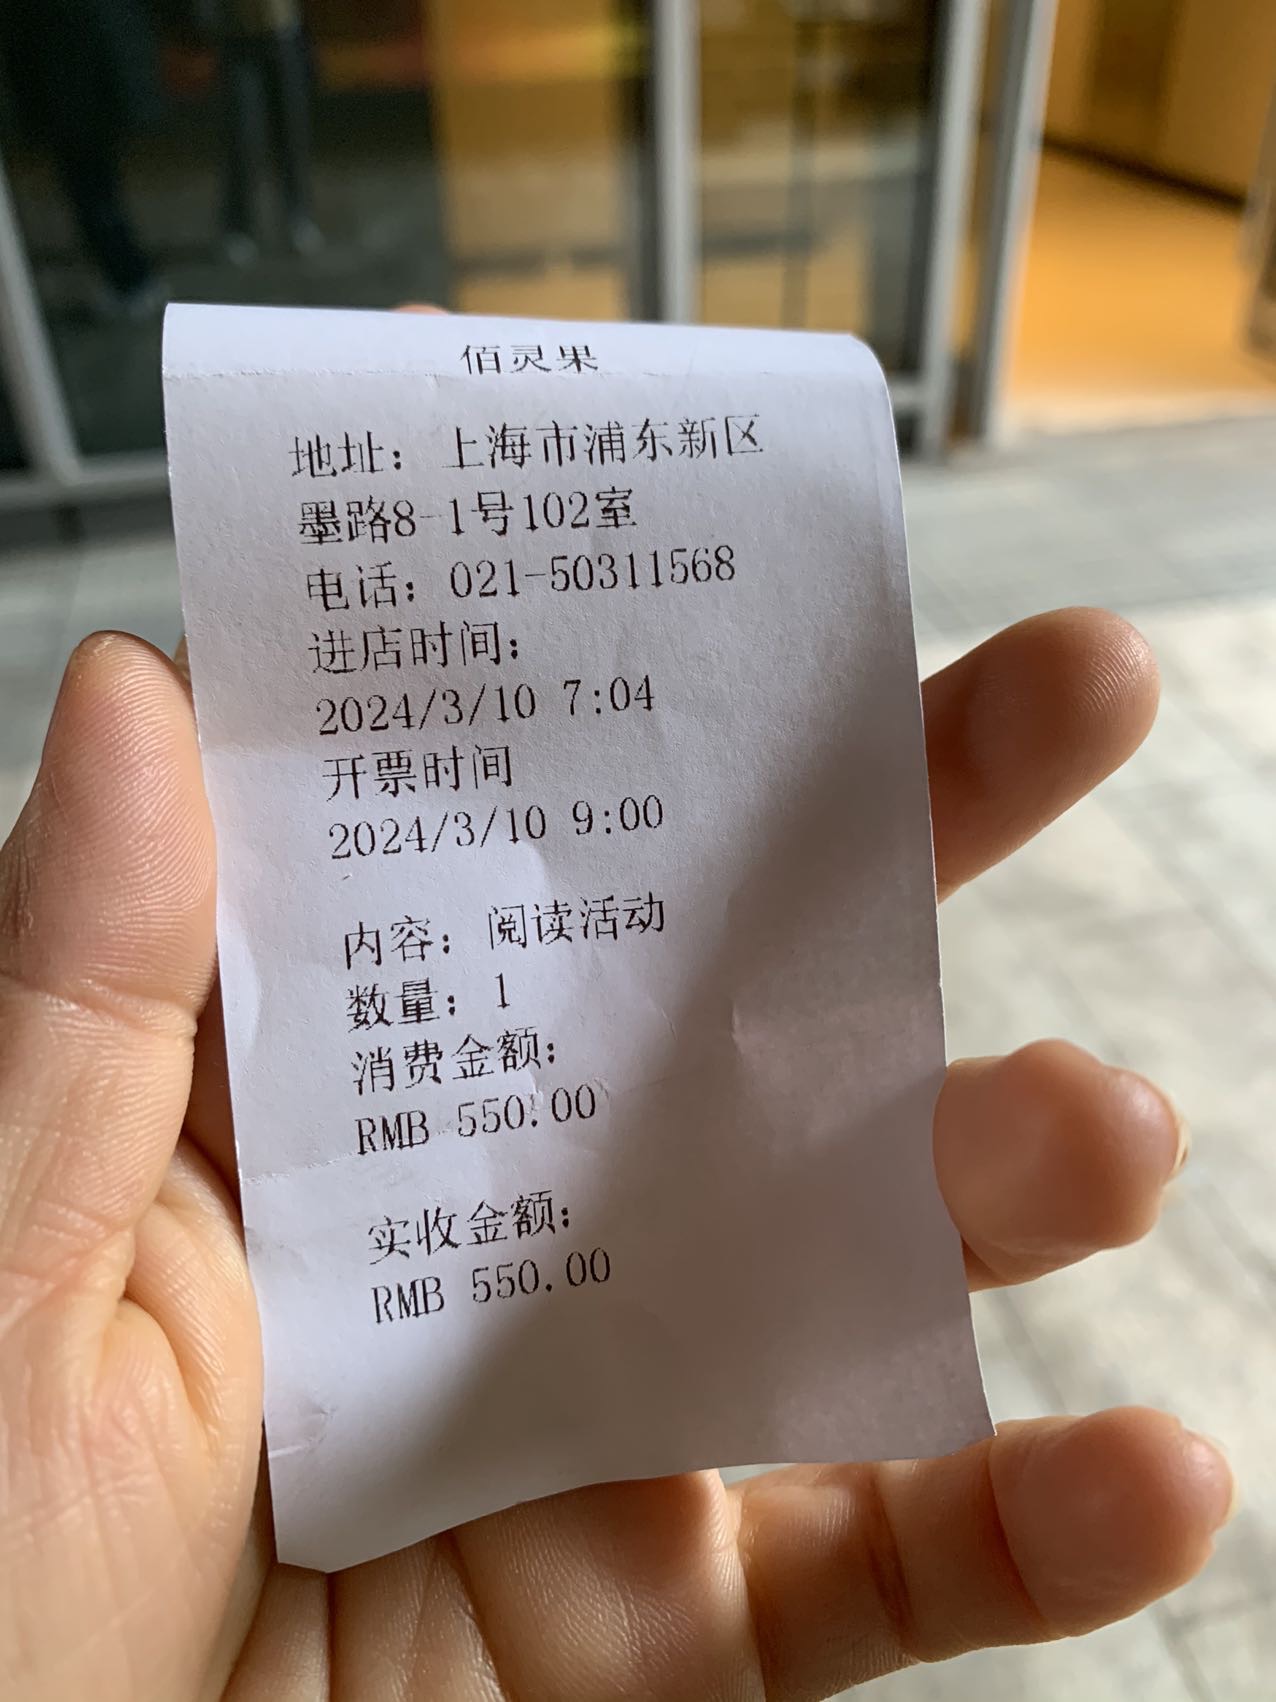 佰灵果
地址：上海市浦东新区
墨路8-1号102室
电话：021-50311568
进店时间：
2024/3/10 7:04
开票时间
2024/3/10 9:00
内容：阅读活动
数量：1
消费金额：
RMB 550.00
实收金额：
RMB 550.00